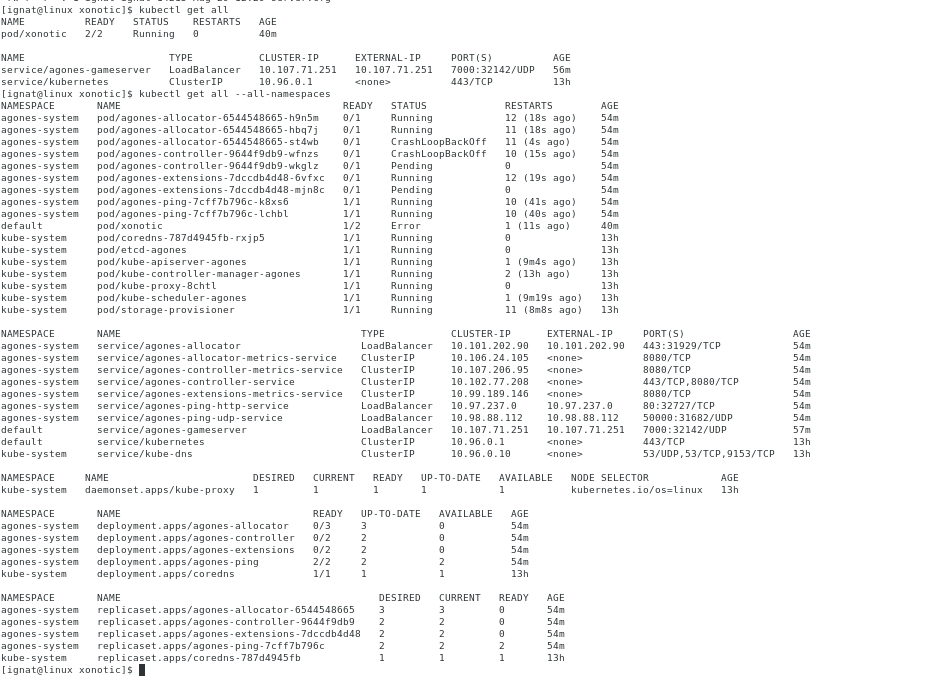 [ignat@linux xonotic]$ kubectl get all
NAME READY STATUS RESTARTS AGE
pod/xonotic 2/2 Running 0 40m
NAME TYPE CLUSTER-IP EXTERNAL-IP PORT(S) AGE
service/agones-gameserver LoadBalancer 10.107.71.251 10.107.71.251 7000:32142/UDP 56m
service/kubernetes ClusterIP 10.96.0.1 <none> 443/TCP 13h
[ignat@linux xonotic]$ kubectl get all --all-namespaces
NAMESPACE NAME READY STATUS RESTARTS AGE
agones-system pod/agones-allocator-6544548665-h9n5m 0/1 Running 12 (18s ago) 54m
agones-system pod/agones-allocator-6544548665-hbq7j 0/1 Running 11 (18s ago) 54m
agones-system pod/agones-allocator-6544548665-st4wb 0/1 CrashLoopBackOff 11 (4s ago) 54m
agones-system pod/agones-controller-9644f9db9-wfnzs 0/1 CrashLoopBackOff 10 (15s ago) 54m
agones-system pod/agones-controller-9644f9db9-wkglz 0/1 Pending 0 54m
agones-system pod/agones-extensions-7dccdb4d48-6vfxc 0/1 Running 12 (19s ago) 54m
agones-system pod/agones-extensions-7dccdb4d48-mjn8c 0/1 Pending 0 54m
agones-system pod/agones-ping-7cff7b796c-k8xs6 1/1 Running 10 (41s ago) 54m
agones-system pod/agones-ping-7cff7b796c-lchbl 1/1 Running 10 (40s ago) 54m
default pod/xonotic 1/2 Error 1 (11s ago) 40m
kube-system pod/coredns-787d4945fb-rxjp5 1/1 Running 0 13h
kube-system pod/etcd-agones 1/1 Running 0 13h
kube-system pod/kube-apiserver-agones 1/1 Running 1 (9m4s ago) 13h
kube-system pod/kube-controller-manager-agones 1/1 Running 2 (13h ago) 13h
kube-system pod/kube-proxy-8chtl 1/1 Running 0 13h
kube-system pod/kube-scheduler-agones 1/1 Running 1 (9m19s ago) 13h
kube-system pod/storage-provisioner 1/1 Running 11 (8m8s ago) 13h
NAMESPACE NAME TYPE CLUSTER-IP EXTERNAL-IP PORT(S) AGE
agones-system service/agones-allocator LoadBalancer 10.101.202.90 10.101.202.90 443:31929/TCP 54m
agones-system service/agones-allocator-metrics-service ClusterIP 10.106.24.105 <none> 8080/TCP 54m
agones-system service/agones-controller-metrics-service ClusterIP 10.107.206.95 <none> 8080/TCP 54m
agones-system service/agones-controller-service ClusterIP 10.102.77.208 <none> 443/TCP,8080/TCP 54m
agones-system service/agones-extensions-metrics-service ClusterIP 10.99.189.146 <none> 8080/TCP 54m
agones-system service/agones-ping-http-service LoadBalancer 10.97.237.0 10.97.237.0 80:32727/TCP 54m
agones-system service/agones-ping-udp-service LoadBalancer 10.98.88.112 10.98.88.112 50000:31682/UDP 54m
default service/agones-gameserver LoadBalancer 10.107.71.251 10.107.71.251 7000:32142/UDP 57m
default service/kubernetes ClusterIP 10.96.0.1 <none> 443/TCP 13h
kube-system service/kube-dns ClusterIP 10.96.0.10 <none> 53/UDP,53/TCP,9153/TCP 13h
NAMESPACE NAME DESIRED CURRENT READY UP-TO-DATE AVAILABLE NODE SELECTOR AGE
kube-system daemonset.apps/kube-proxy 1 1 1 1 1 kubernetes.io/os=linux 13h
NAMESPACE NAME READY UP-TO-DATE AVAILABLE AGE
agones-system deployment.apps/agones-allocator 0/3 3 0 54m
agones-system deployment.apps/agones-controller 0/2 2 0 54m
agones-system deployment.apps/agones-extensions 0/2 2 0 54m
agones-system deployment.apps/agones-ping 2/2 2 2 54m
kube-system deployment.apps/coredns 1/1 1 1 13h
NAMESPACE NAME DESIRED CURRENT READY AGE
agones-system replicaset.apps/agones-allocator-6544548665 3 3 0 54m
agones-system replicaset.apps/agones-controller-9644f9db9 2 2 0 54m
agones-system replicaset.apps/agones-extensions-7dccdb4d48 2 2 0 54m
agones-system replicaset.apps/agones-ping-7cff7b796c 2 2 2 54m
kube-system replicaset.apps/coredns-787d4945fb 1 1 1 13h
[ignat@linux xonotic]$